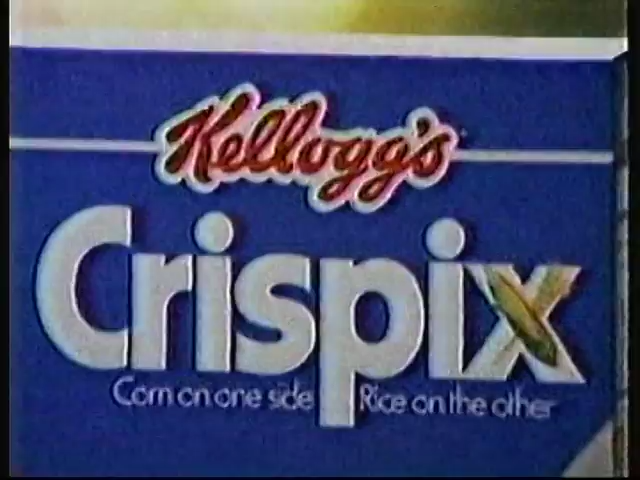 Kellogg's
Crispix
Corn on one side Rice on the other